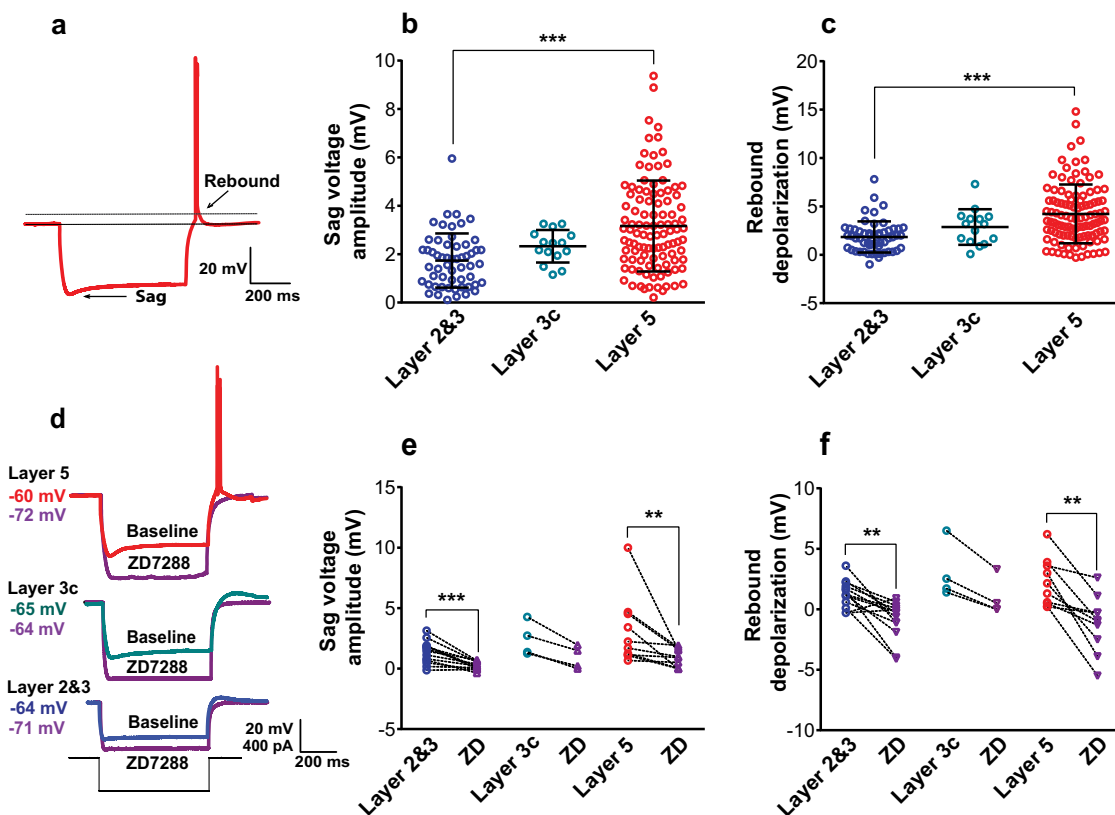 a
Rebound
Sag
20 mV
200 ms
b
***
Sag voltage
amplitude (mV)
10
8
6
4
2
0
Layer 2&3
Layer 3c
Layer 5
c
***
Rebound
depolarization (mV)
20
15
10
5
0
-5
Layer 2&3
Layer 3c
Layer 5
d
Layer 5
-60 mV
-72 mV
Baseline
ZD7288
Layer 3c
-65 mV
-64 mV
Baseline
ZD7288
Layer 2&3
-64 mV
-71 mV
Baseline
ZD7288
20 mV
400 pA
200 ms
e
***
**
Sag voltage
amplitude (mV)
15
10
5
0
-5
Layer 2&3
ZD
Layer 3c
ZD
Layer 5
ZD
f
**
**
Rebound
depolarization (mV)
10
5
0
-5
-10
Layer 2&3
ZD
Layer 3c
ZD
Layer 5
ZD